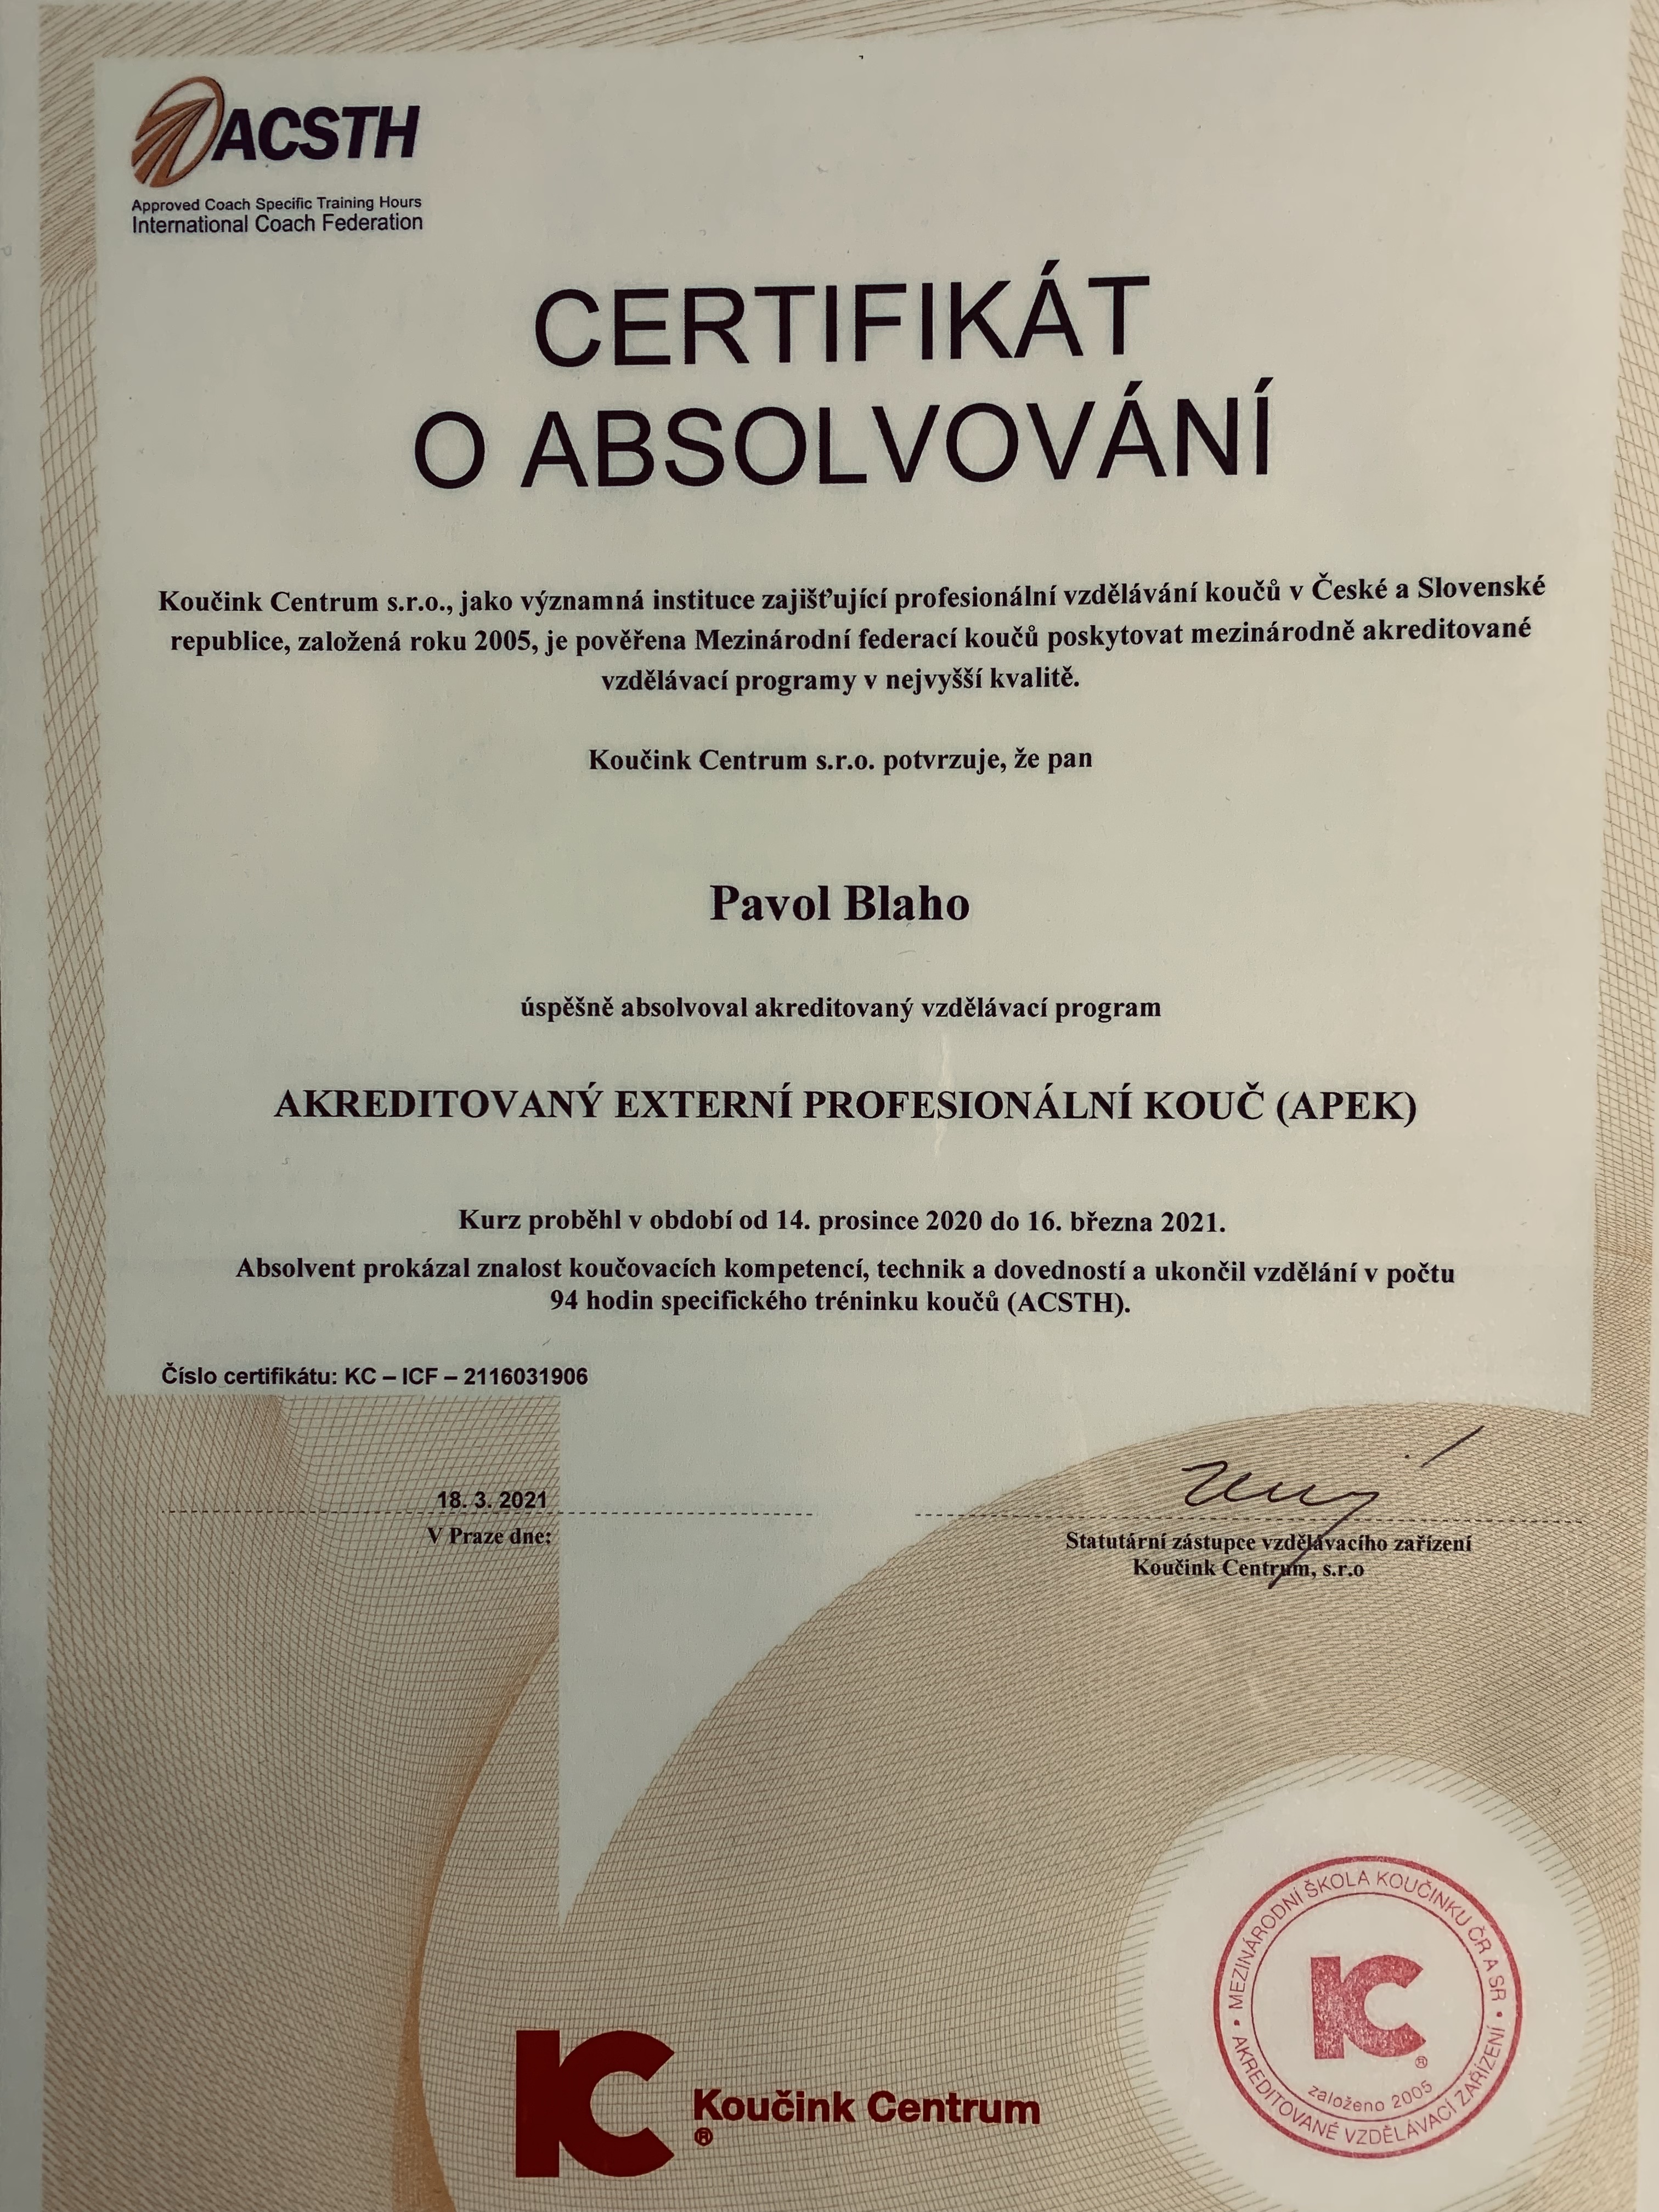 ACSTH
Approved Coach Specific Training Hours
International Coach Federation
CERTIFIKÁT
O ABSOLVOVÁNÍ
Koučink Centrum s.r.o., jako významná instituce zajišťující profesionální vzdělávání koučů v České a Slovenské
republice, založená roku 2005, je pověřena Mezinárodní federací koučů poskytovat mezinárodně akreditované
vzdělávací programy v nejvyšší kvalitě.
Koučink Centrum s.r.o. potvrzuje, že pan
Pavol Blaho
úspěšně absolvoval akreditovaný vzdělávací program
AKREDITOVANÝ EXTERNÍ PROFESIONÁLNÍ KOUČ (APEK)
Kurz proběhl v období od 14. prosince 2020 do 16. března 2021.
Absolvent prokázal znalost koučovacích kompetencí, technik a dovedností a ukončil vzdělání v počtu
94 hodin specifického tréninku koučů (ACSTH).
Číslo certifikátu: KC – ICF – 2116031906
18. 3. 2021
V Praze dne:
Statutární zástupce vzdělávacího zařízení
Koučink Centrum, s.r.o
KC
Koučink Centrum
®
• MEZINÁRODNÍ ŠKOLA KOUČINKU ČR A SR •
KC
®
založeno 2005
AKREDITOVANÉ VZDĚLÁVACÍ ZAŘÍZENÍ